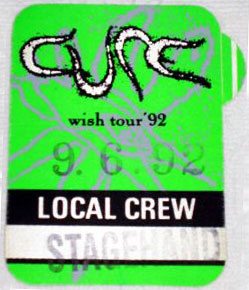 CURE
wish tour '92
9.6.92
LOCAL CREW
STAGEHAND